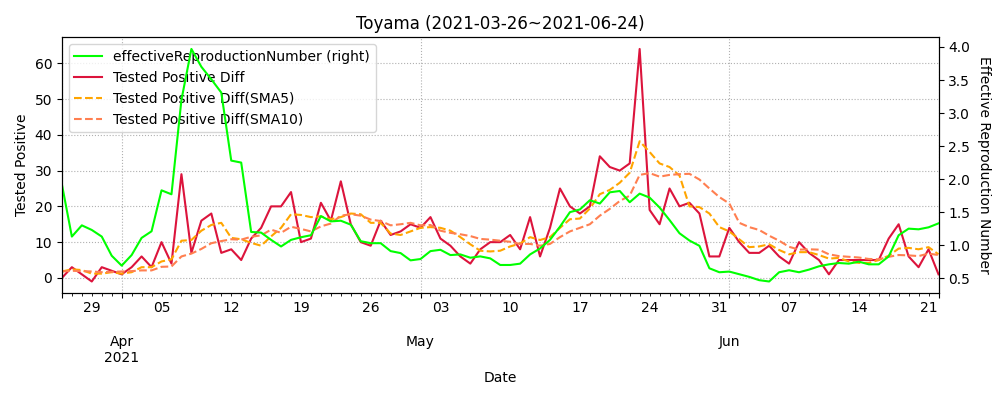 Toyama (2021-03-26~2021-06-24)
effectiveReproductionNumber (right)
Tested Positive Diff
Tested Positive Diff(SMA5)
Tested Positive Diff(SMA10)
Tested Positive
60
50
40
30
20
10
0
4.0
3.5
3.0
2.5
2.0
1.5
1.0
0.5
Effective Reproduction Number
29 05 12 19 26 03 10 17 24 31 07 14 21
Apr May Jun
2021
Date